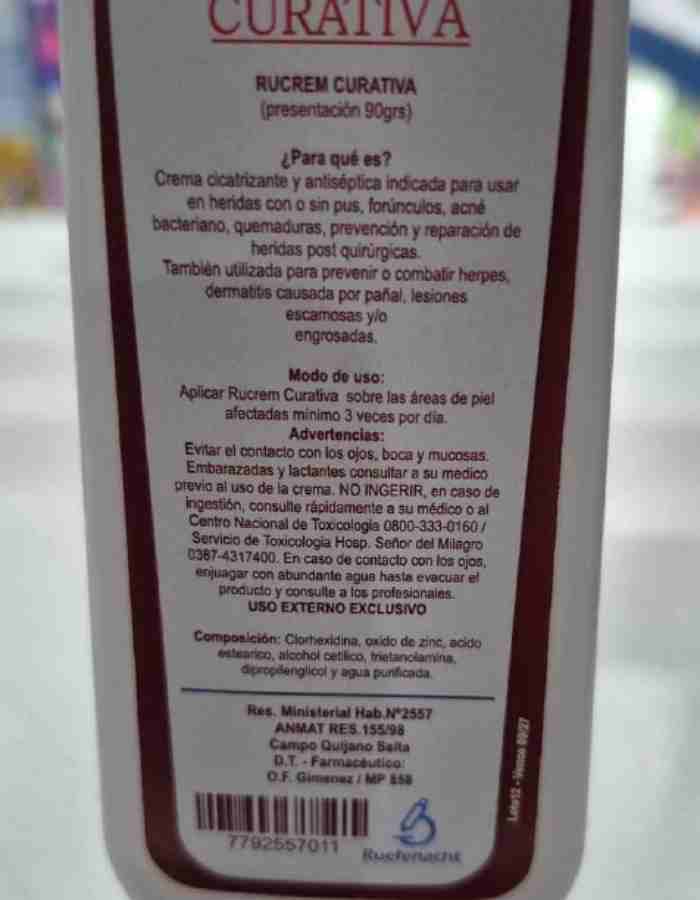 CURATIVA
RUCREM CURATIVA
(presentación 90grs)
¿Para qué es?
Crema cicatrizante y antiséptica indicada para usar
en heridas con o sin pus, forúnculos, acné
bacteriano, quemaduras, prevención y reparación de
heridas post quirúrgicas.
También utilizada para prevenir o combatir herpes,
dermatitis causada por pañal, lesiones
escamosas y/o
engrosadas.
Modo de uso:
Aplicar Rucrem Curativa sobre las áreas de piel
afectadas mínimo 3 veces por día.
Advertencias:
Evitar el contacto con los ojos, boca y mucosas.
Embarazadas y lactantes consultar a su medico
previo al uso de la crema. NO INGERIR, en caso de
ingestión, consulte rápidamente a su médico o al
Centro Nacional de Toxicología 0800-333-0160 /
Servicio de Toxicología Hosp. Señor del Milagro
0387-4317400. En caso de contacto con los ojos,
enjuagar con abundante agua hasta evacuar el
producto y consulte a los profesionales.
USO EXTERNO EXCLUSIVO
Composición: Clorhexidina, oxido de zinc, acido
estearico, alcohol cetilico, trietanolamina,
dipropilenglicol y agua purificada.
Res. Ministerial Hab.Nº2557
ANMAT RES.155/98
Campo Quijano Salta
D.T. - Farmacéutico:
O.F. Gimenez / MP 858
7792557011
Ruefenacht
Lote12 - Vence 09/27